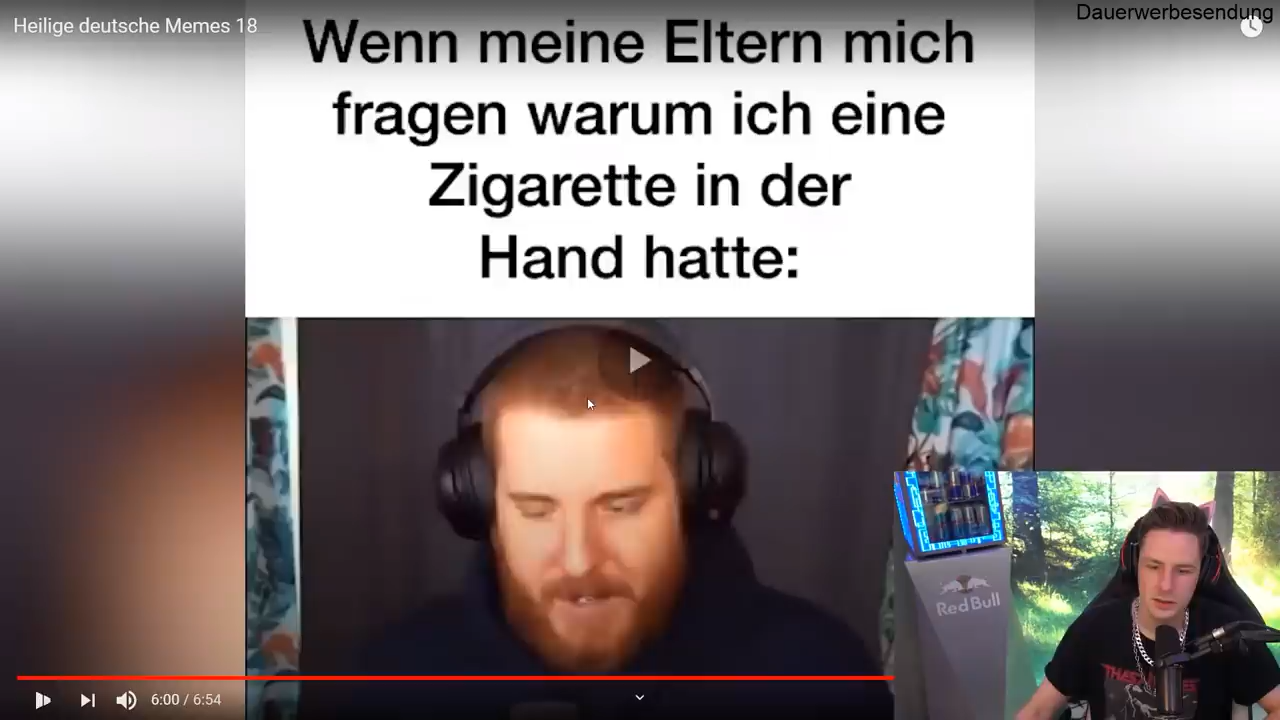 Heilige deutsche Memes 18
Dauerwerbesendung
Wenn meine Eltern mich
fragen warum ich eine
Zigarette in der
Hand hatte:
Red Bull
6:00 / 6:54